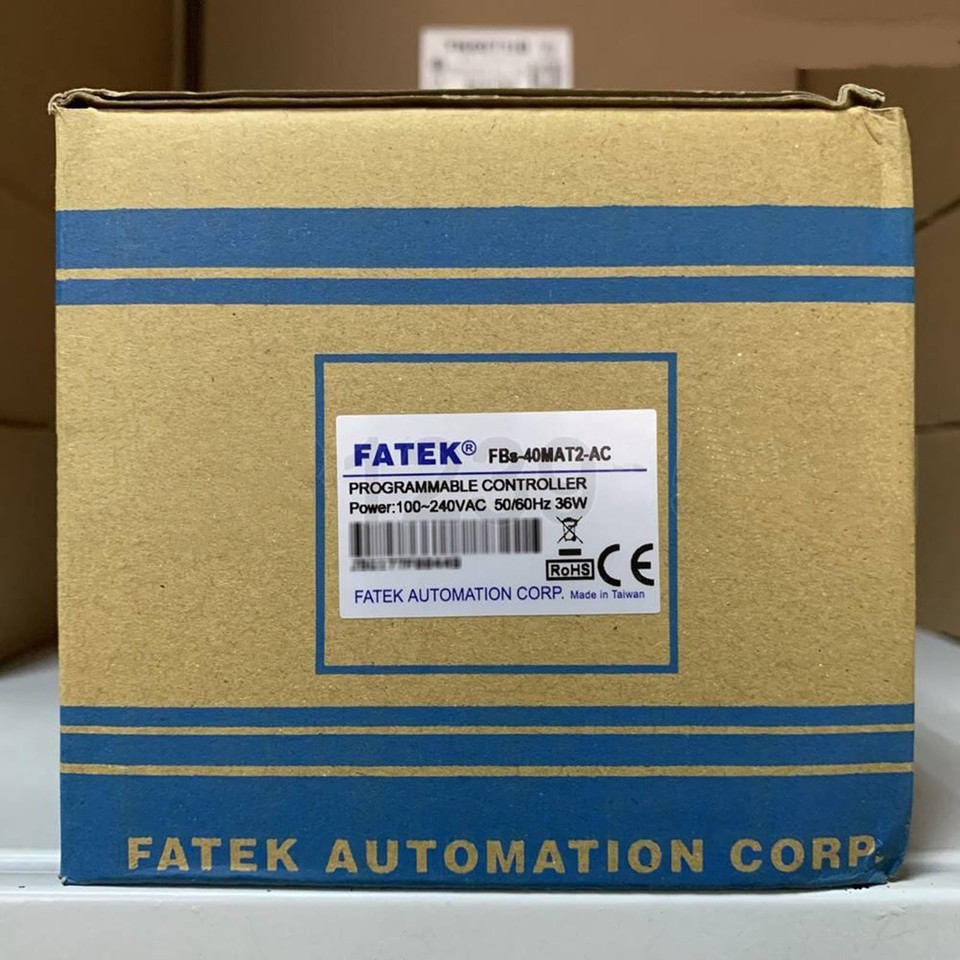 FATEK® FBs-40MAT2-AC
PROGRAMMABLE CONTROLLER
Power:100~240VAC 50/60Hz 36W
RoHS CE
FATEK AUTOMATION CORP. Made in Taiwan
FATEK AUTOMATION CORP.